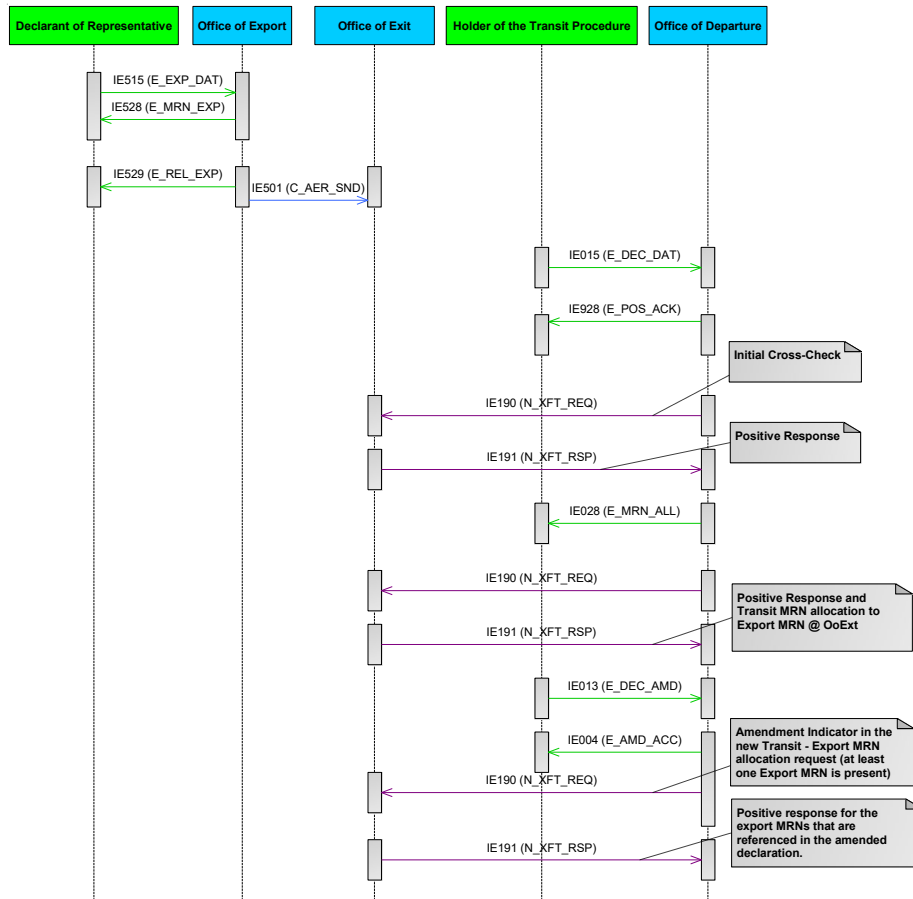 Declarant of Representative
Office of Export
Office of Exit
Holder of the Transit Procedure
Office of Departure
IE515 (E_EXP_DAT)
IE528 (E_MRN_EXP)
IE529 (E_REL_EXP)
IE501 (C_AER_SND)
IE015 (E_DEC_DAT)
IE928 (E_POS_ACK)
Initial Cross-Check
IE190 (N_XFT_REQ)
Positive Response
IE191 (N_XFT_RSP)
IE028 (E_MRN_ALL)
IE190 (N_XFT_REQ)
Positive Response and
Transit MRN allocation to
Export MRN @ OoExt
IE191 (N_XFT_RSP)
IE013 (E_DEC_AMD)
IE004 (E_AMD_ACC)
Amendment Indicator in the
new Transit - Export MRN
allocation request (at least
one Export MRN is present)
IE190 (N_XFT_REQ)
Positive response for the
export MRNs that are
referenced in the amended
declaration.
IE191 (N_XFT_RSP)